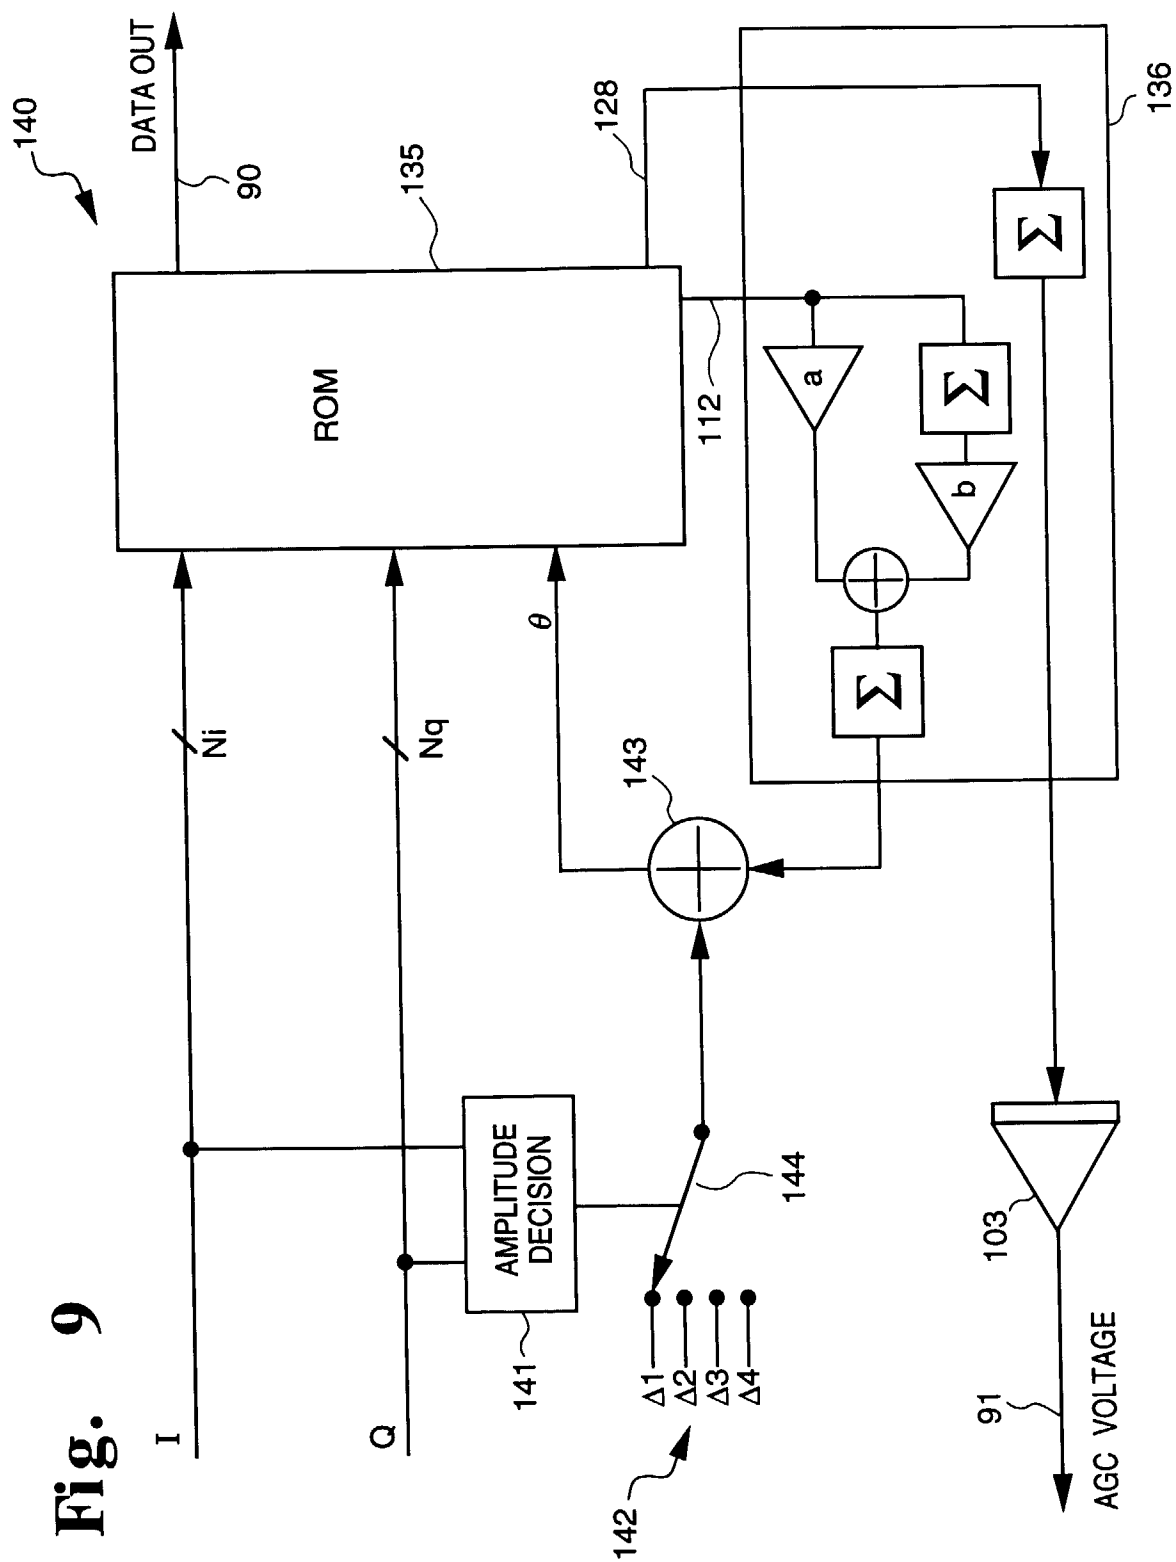 Fig. 9
140
DATA OUT
90
I
Ni
Q
Nq
θ
ROM
135
128
112
AMPLITUDE
DECISION
141
142
Δ1
Δ2
Δ3
Δ4
144
143
a
b
Σ
Σ
Σ
136
103
91
AGC VOLTAGE